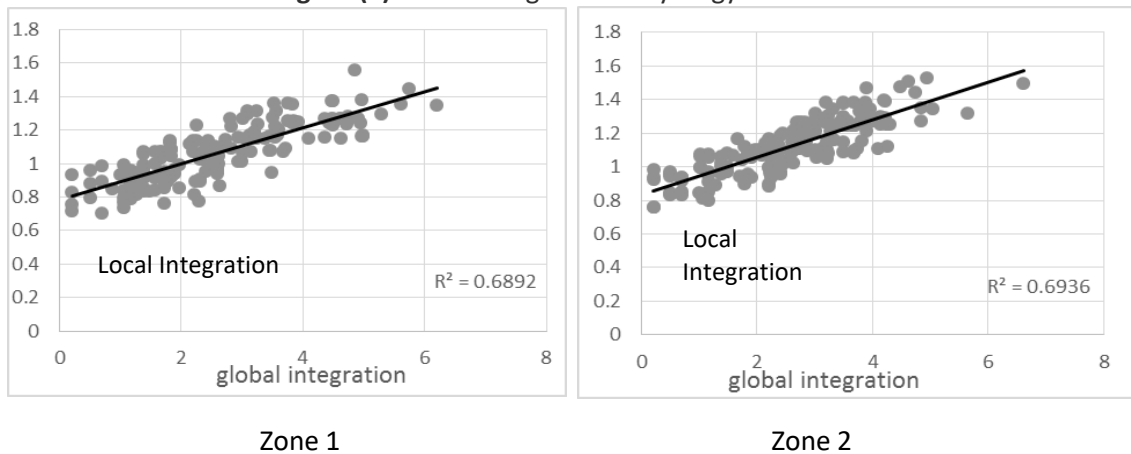 1.8
1.6
1.4
1.2
1
0.8
0.6
0.4
0.2
0
Local Integration
R² = 0.6892
0 2 4 6 8
global integration
Zone 1
1.8
1.6
1.4
1.2
1.0
0.8
0.6
0.4
0.2
0
Local
Integration
R² = 0.6936
0 2 4 6 8
global integration
Zone 2